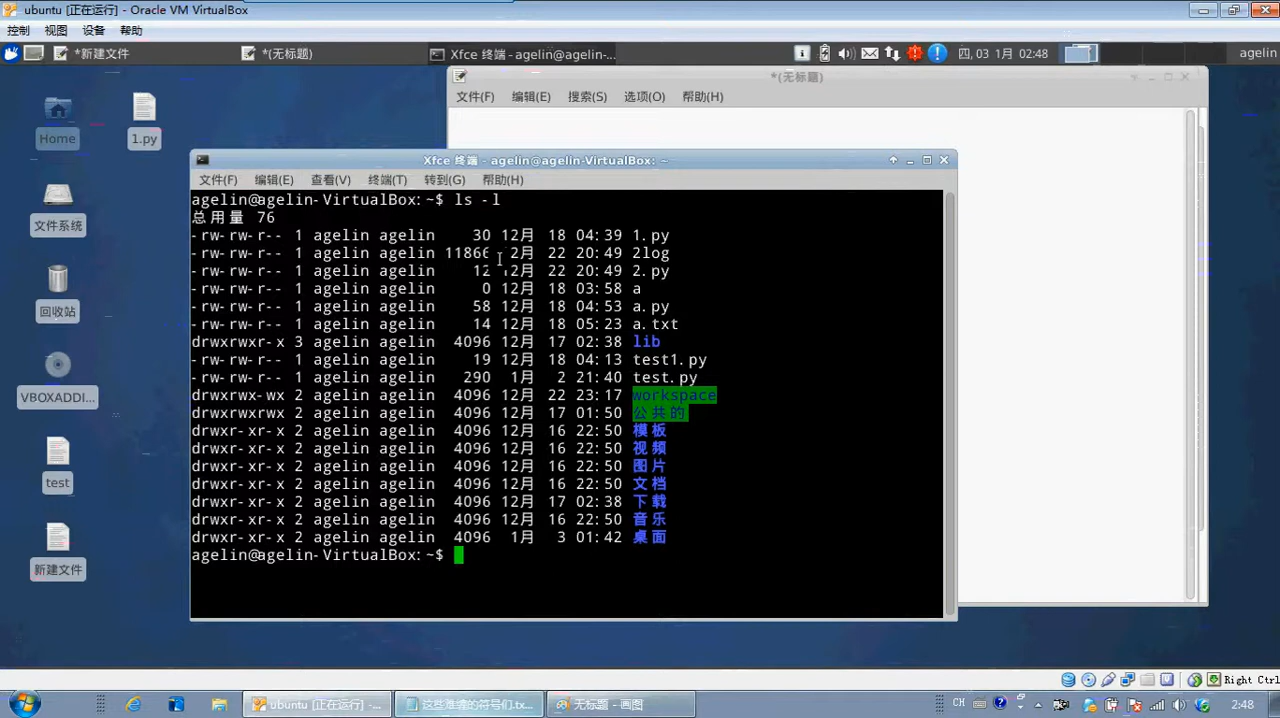 ubuntu [正在运行] - Oracle VM VirtualBox
控制 视图 设备 帮助
*新建文件 *(无标题) Xfce 终端 - agelin@agelin-... 四, 03 1月 02:48 agelin
*(无标题)
文件(F) 编辑(E) 搜索(S) 选项(O) 帮助(H)
Home
1.py
文件系统
回收站
VBOXADDI...
test
新建文件
Xfce 终端 - agelin@agelin-VirtualBox: ~
文件(F) 编辑(E) 查看(V) 终端(T) 转到(G) 帮助(H)
agelin@agelin-VirtualBox:~$ ls -l
总用量 76
-rw-rw-r-- 1 agelin agelin 30 12月 18 04:39 1.py
-rw-rw-r-- 1 agelin agelin 11866 12月 22 20:49 2log
-rw-rw-r-- 1 agelin agelin 12 12月 22 20:49 2.py
-rw-rw-r-- 1 agelin agelin 0 12月 18 03:58 a
-rw-rw-r-- 1 agelin agelin 58 12月 18 04:53 a.py
-rw-rw-r-- 1 agelin agelin 14 12月 18 05:23 a.txt
drwxrwxr-x 3 agelin agelin 4096 12月 17 02:38 lib
-rw-rw-r-- 1 agelin agelin 19 12月 18 04:13 test1.py
-rw-rw-r-- 1 agelin agelin 290 1月 2 21:40 test.py
drwxrwx-wx 2 agelin agelin 4096 12月 22 23:17 workspace
drwxrwxrwx 2 agelin agelin 4096 12月 17 01:50 公共的
drwxr-xr-x 2 agelin agelin 4096 12月 16 22:50 模板
drwxr-xr-x 2 agelin agelin 4096 12月 16 22:50 视频
drwxr-xr-x 2 agelin agelin 4096 12月 16 22:50 图片
drwxr-xr-x 2 agelin agelin 4096 12月 16 22:50 文档
drwxr-xr-x 2 agelin agelin 4096 12月 17 02:38 下载
drwxr-xr-x 2 agelin agelin 4096 12月 16 22:50 音乐
drwxr-xr-x 2 agelin agelin 4096 1月 3 01:42 桌面
agelin@agelin-VirtualBox:~$
Right Ctrl
ubuntu [正在运行] -... 这些难缠的符号们.tx... 无标题 - 画图 CH 2:48